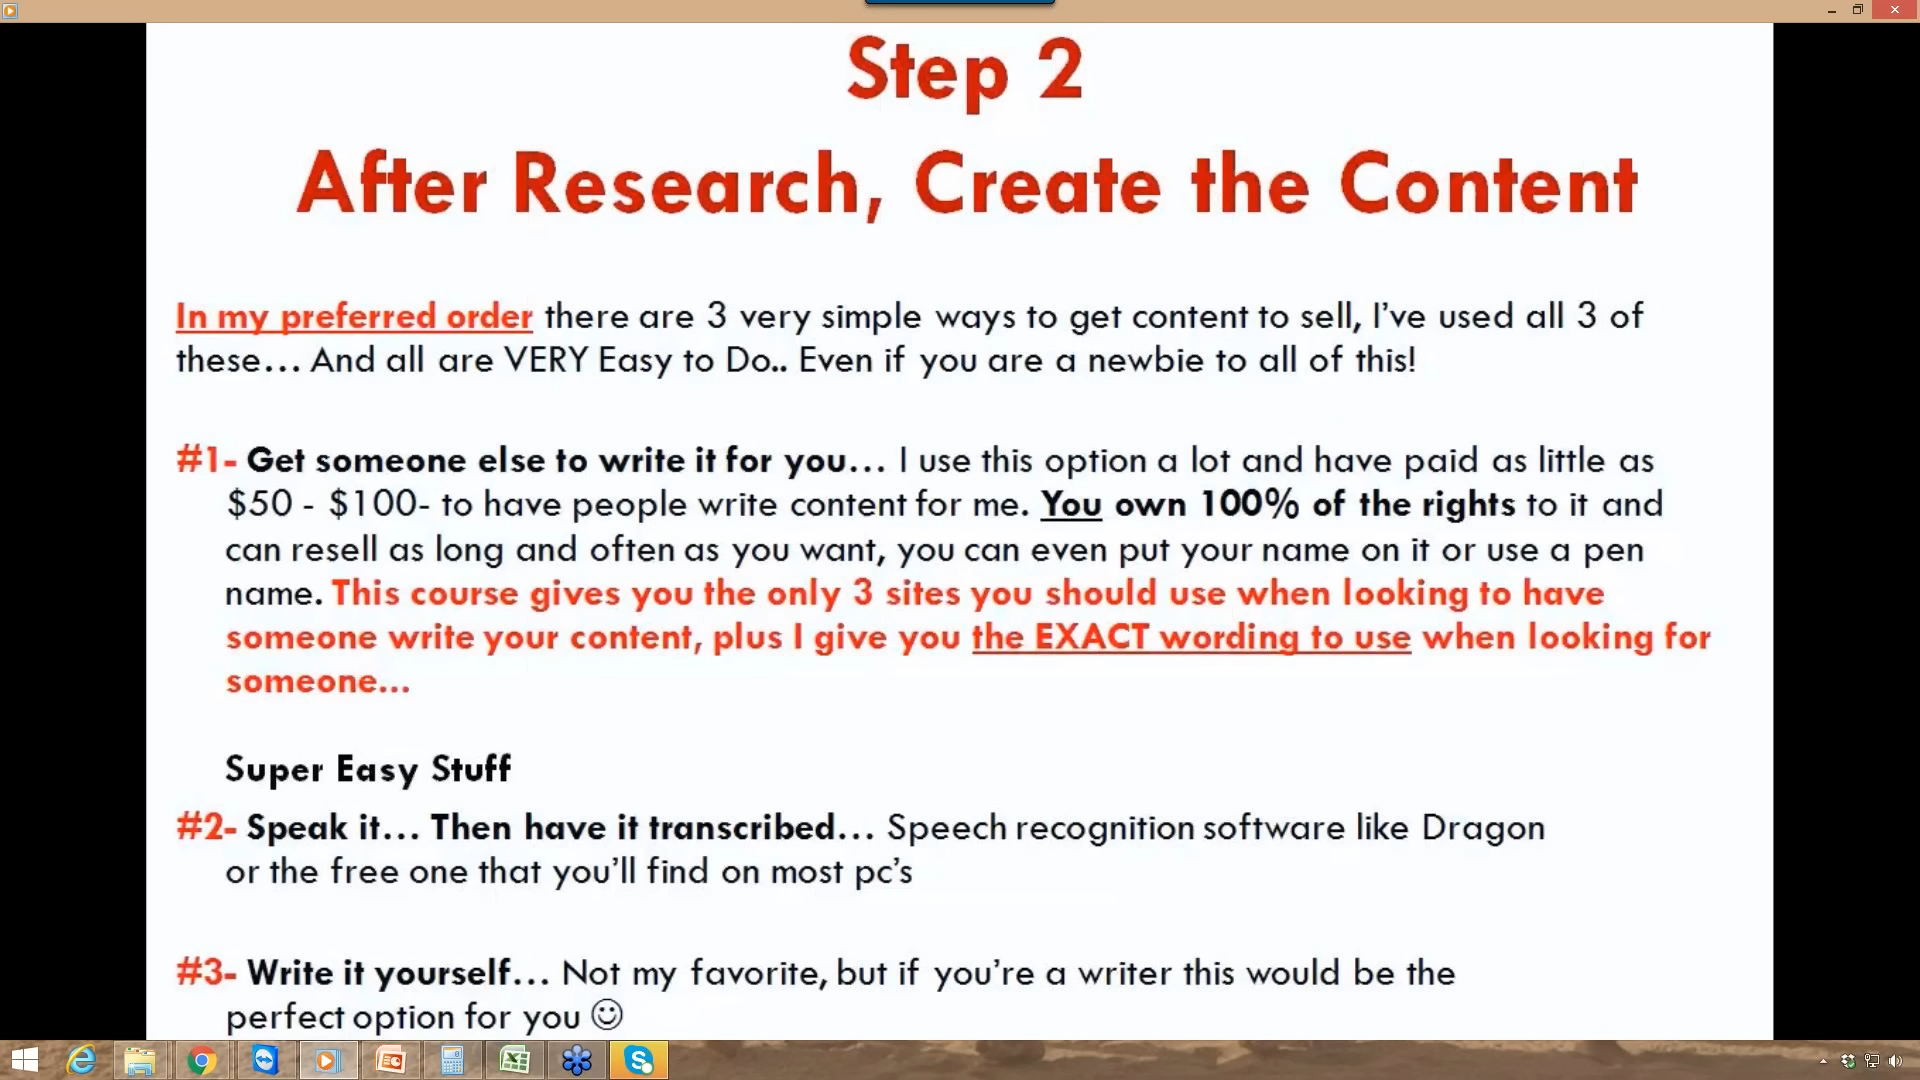 Step 2
After Research, Create the Content
In my preferred order there are 3 very simple ways to get content to sell, I’ve used all 3 of
these... And all are VERY Easy to Do.. Even if you are a newbie to all of this!
#1- Get someone else to write it for you... I use this option a lot and have paid as little as
$50 - $100- to have people write content for me. You own 100% of the rights to it and
can resell as long and often as you want, you can even put your name on it or use a pen
name. This course gives you the only 3 sites you should use when looking to have
someone write your content, plus I give you the EXACT wording to use when looking for
someone...
Super Easy Stuff
#2- Speak it... Then have it transcribed... Speech recognition software like Dragon
or the free one that you’ll find on most pc’s
#3- Write it yourself... Not my favorite, but if you’re a writer this would be the
perfect option for you ☺